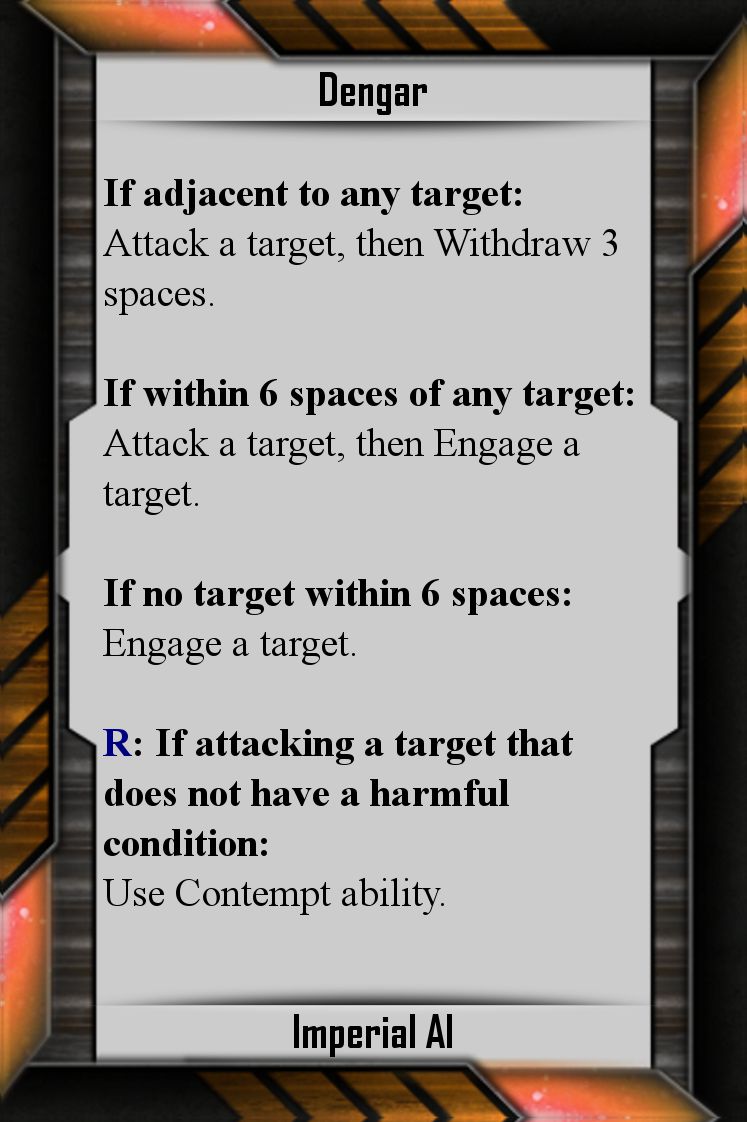 Dengar
If adjacent to any target:
Attack a target, then Withdraw 3
spaces.
If within 6 spaces of any target:
Attack a target, then Engage a
target.
If no target within 6 spaces:
Engage a target.
R: If attacking a target that
does not have a harmful
condition:
Use Contempt ability.
Imperial AI